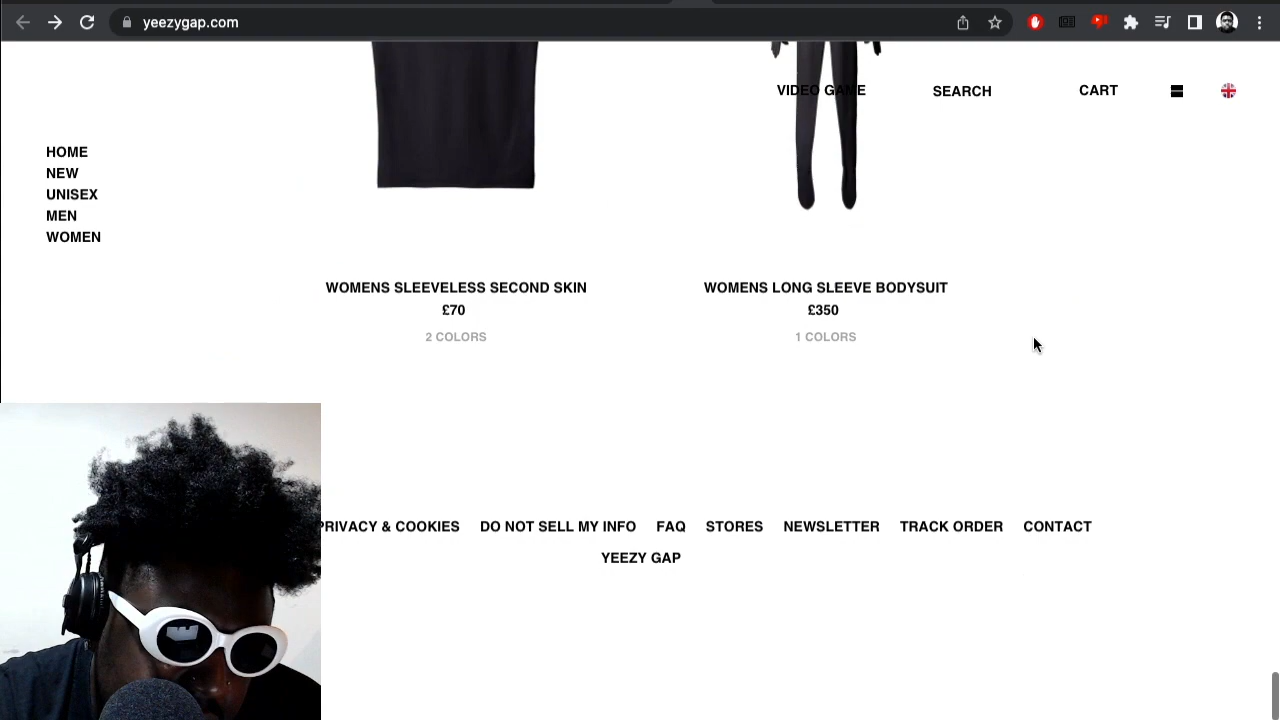 yeezygap.com
VIDEO GAME
SEARCH
CART
HOME
NEW
UNISEX
MEN
WOMEN
WOMENS SLEEVELESS SECOND SKIN
£70
2 COLORS
WOMENS LONG SLEEVE BODYSUIT
£350
1 COLORS
PRIVACY & COOKIES DO NOT SELL MY INFO FAQ STORES NEWSLETTER TRACK ORDER CONTACT
YEEZY GAP